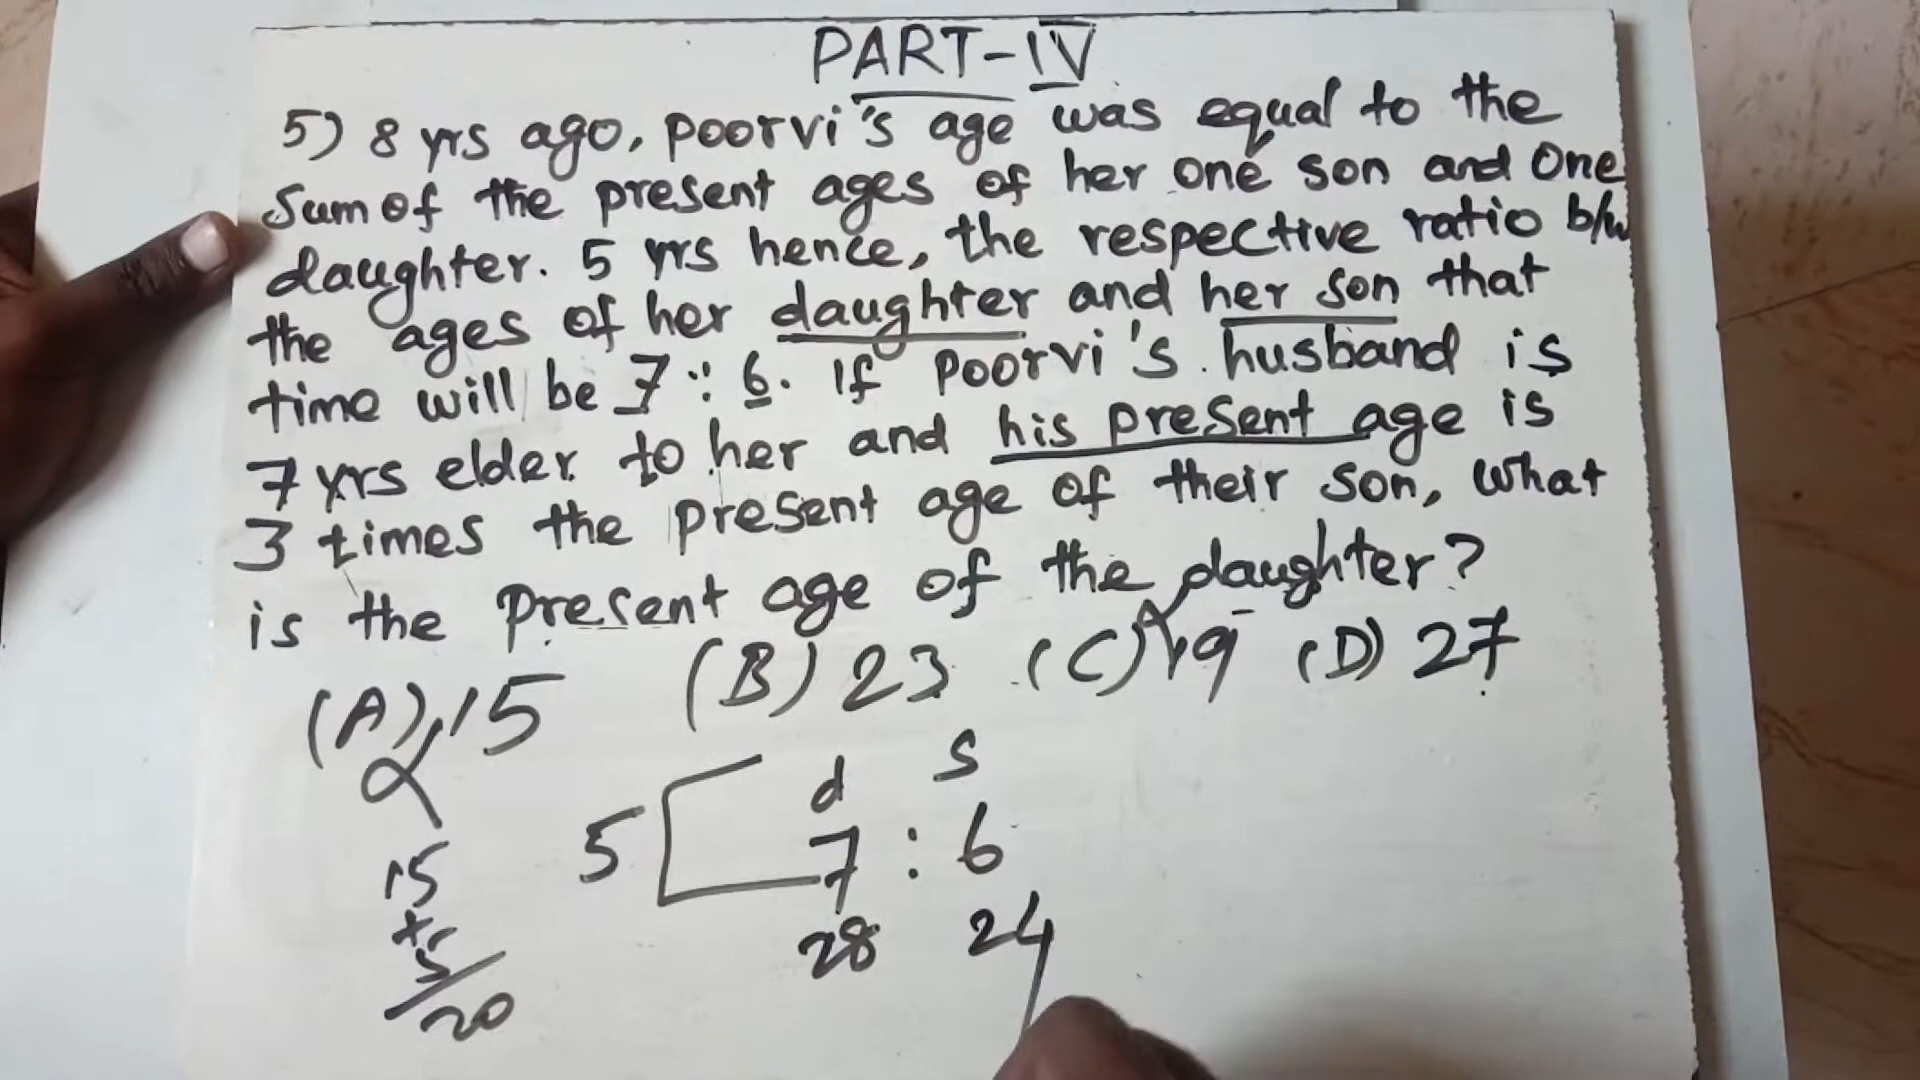 PART-IV
5) 8 yrs ago, poorvi's age was equal to the
Sum of the present ages of her one son and One
daughter. 5 yrs hence, the respective ratio b/w
the ages of her daughter and her son that
time will be 7 : 6. If poorvi's husband is
7 yrs elder to her and his present age is
3 times the present age of their son, what
is the present age of the daughter?
(A) 15 (B) 23 (C) 19 (D) 27
d s
5 7 : 6
15 28 24
+5
20